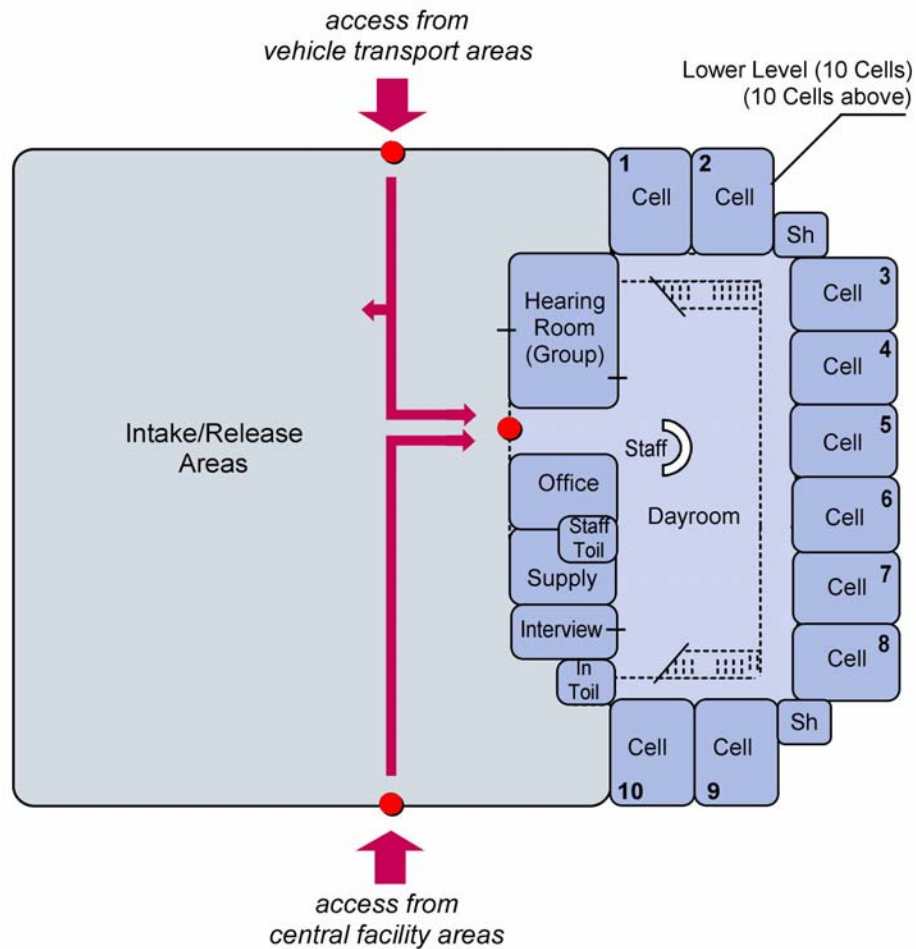 access from
vehicle transport areas
Lower Level (10 Cells)
(10 Cells above)
1
Cell
2
Cell
Sh
3
Cell
4
Cell
5
Cell
6
Cell
7
Cell
8
Cell
Sh
Cell
9
Cell
10
Hearing
Room
(Group)
Staff
Dayroom
Office
Staff
Toil
Supply
Interview
In
Toil
Intake/Release
Areas
access from
central facility areas